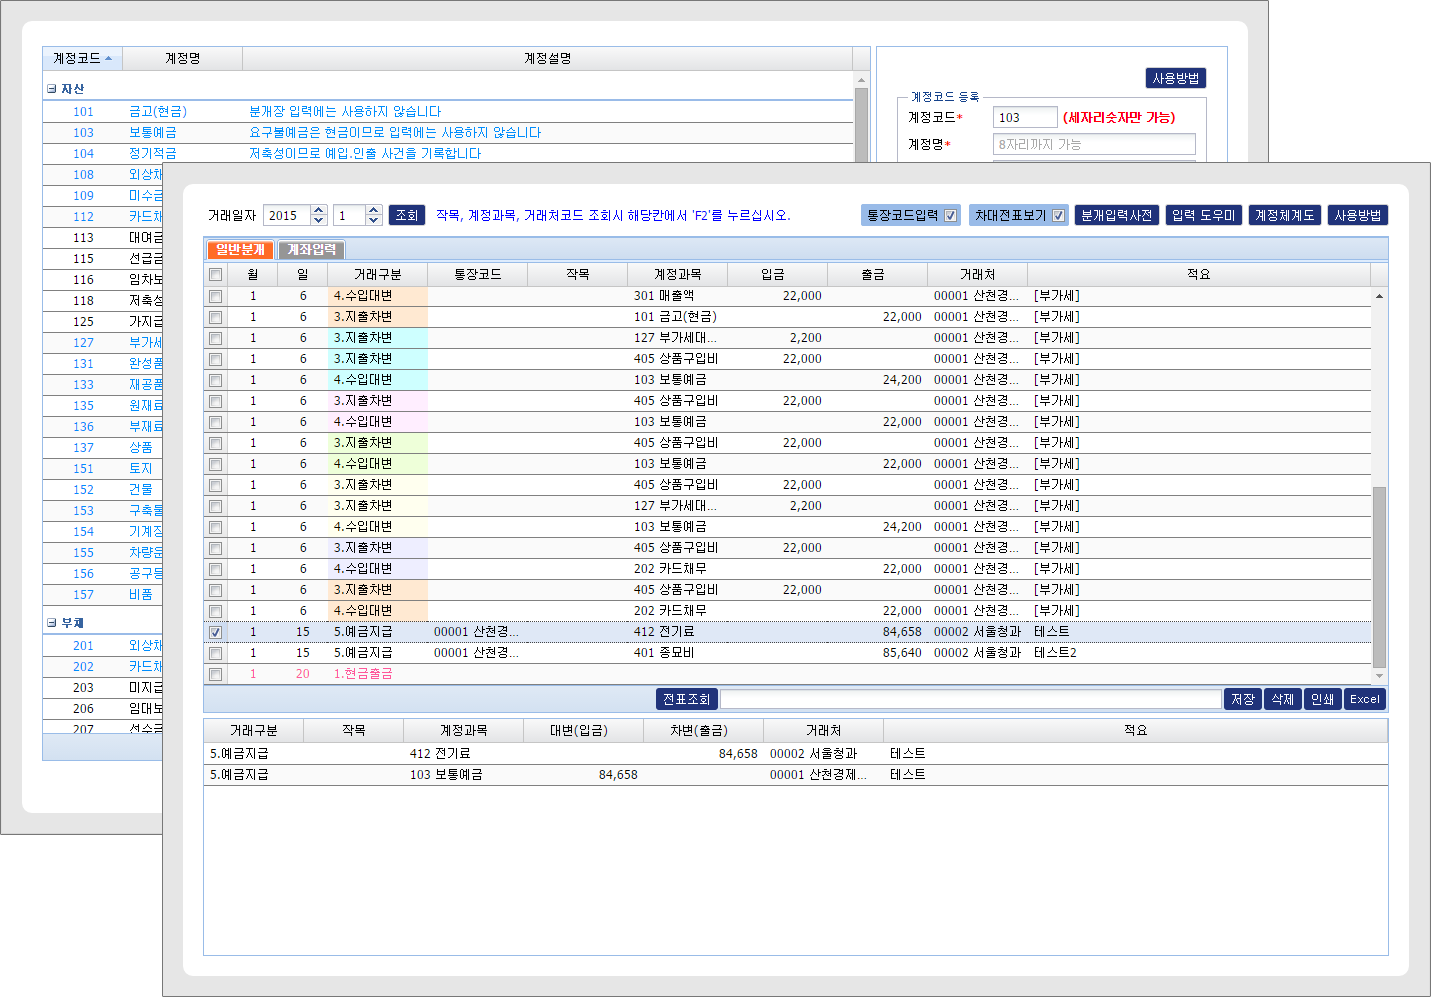 계정코드 계정명 계정설명
자산
101 금고(현금) 분개장 입력에는 사용하지 않습니다
103 보통예금 요구불예금은 현금이므로 입력에는 사용하지 않습니다
104 정기적금 저축성이므로 예입.인출 사건을 기록합니다
108 외상채
109 미수금
112 카드채
113 대여금
115 선급금
116 임차보
118 저축성
125 가지급
127 부가세
131 완성품
133 재공품
135 원재료
136 부재료
137 상품
151 토지
152 건물
153 구축물
154 기계장
155 차량운
156 공구등
157 비품
부채
201 외상채
202 카드채
203 미지급
206 임대보
207 선수금
사용방법
계정코드 등록
계정코드* 103 (세자리숫자만 가능)
계정명* 8자리까지 가능
거래일자 2015 1 조회 작목, 계정과목, 거래처코드 조회시 해당칸에서 'F2'를 누르십시오. 통장코드입력 차대전표보기 분개입력사전 입력 도우미 계정체계도 사용방법
일반분개 계좌입력
월 일 거래구분 통장코드 작목 계정과목 입금 출금 거래처 적요
1 6 4.수입대변 301 매출액 22,000 00001 산천경... [부가세]
1 6 3.지출차변 101 금고(현금) 22,000 00001 산천경... [부가세]
1 6 3.지출차변 127 부가세대... 2,200 00001 산천경... [부가세]
1 6 3.지출차변 405 상품구입비 22,000 00001 산천경... [부가세]
1 6 4.수입대변 103 보통예금 24,200 00001 산천경... [부가세]
1 6 3.지출차변 405 상품구입비 22,000 00001 산천경... [부가세]
1 6 4.수입대변 103 보통예금 22,000 00001 산천경... [부가세]
1 6 3.지출차변 405 상품구입비 22,000 00001 산천경... [부가세]
1 6 4.수입대변 103 보통예금 22,000 00001 산천경... [부가세]
1 6 3.지출차변 405 상품구입비 22,000 00001 산천경... [부가세]
1 6 3.지출차변 127 부가세대... 2,200 00001 산천경... [부가세]
1 6 4.수입대변 103 보통예금 24,200 00001 산천경... [부가세]
1 6 3.지출차변 405 상품구입비 22,000 00001 산천경... [부가세]
1 6 4.수입대변 202 카드채무 22,000 00001 산천경... [부가세]
1 6 3.지출차변 405 상품구입비 22,000 00001 산천경... [부가세]
1 6 4.수입대변 202 카드채무 22,000 00001 산천경... [부가세]
1 15 5.예금지급 00001 산천경... 412 전기료 84,658 00002 서울청과 테스트
1 15 5.예금지급 00001 산천경... 401 종묘비 85,640 00002 서울청과 테스트2
1 20 1.현금출금
전표조회 저장 삭제 인쇄 Excel
거래구분 작목 계정과목 대변(입금) 차변(출금) 거래처 적요
5.예금지급 412 전기료 84,658 00002 서울청과 테스트
5.예금지급 103 보통예금 84,658 00001 산천경제... 테스트